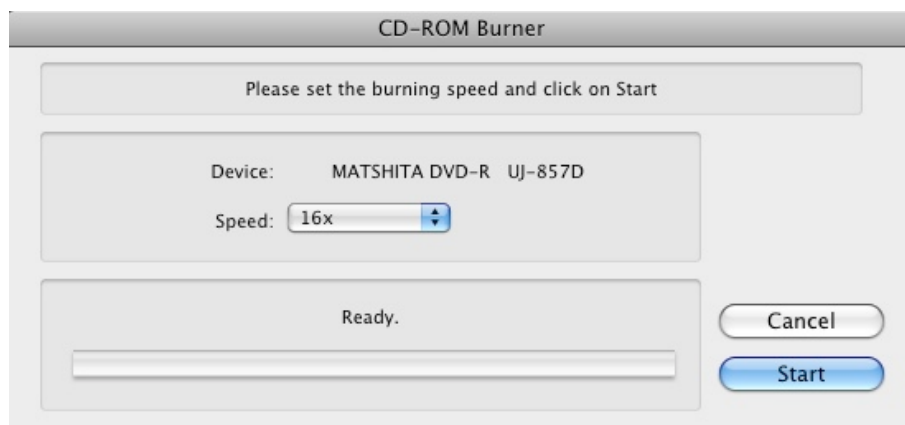 CD-ROM Burner
Please set the burning speed and click on Start
Device: MATSHITA DVD-R UJ-857D
Speed: 16x
Ready.
Cancel
Start